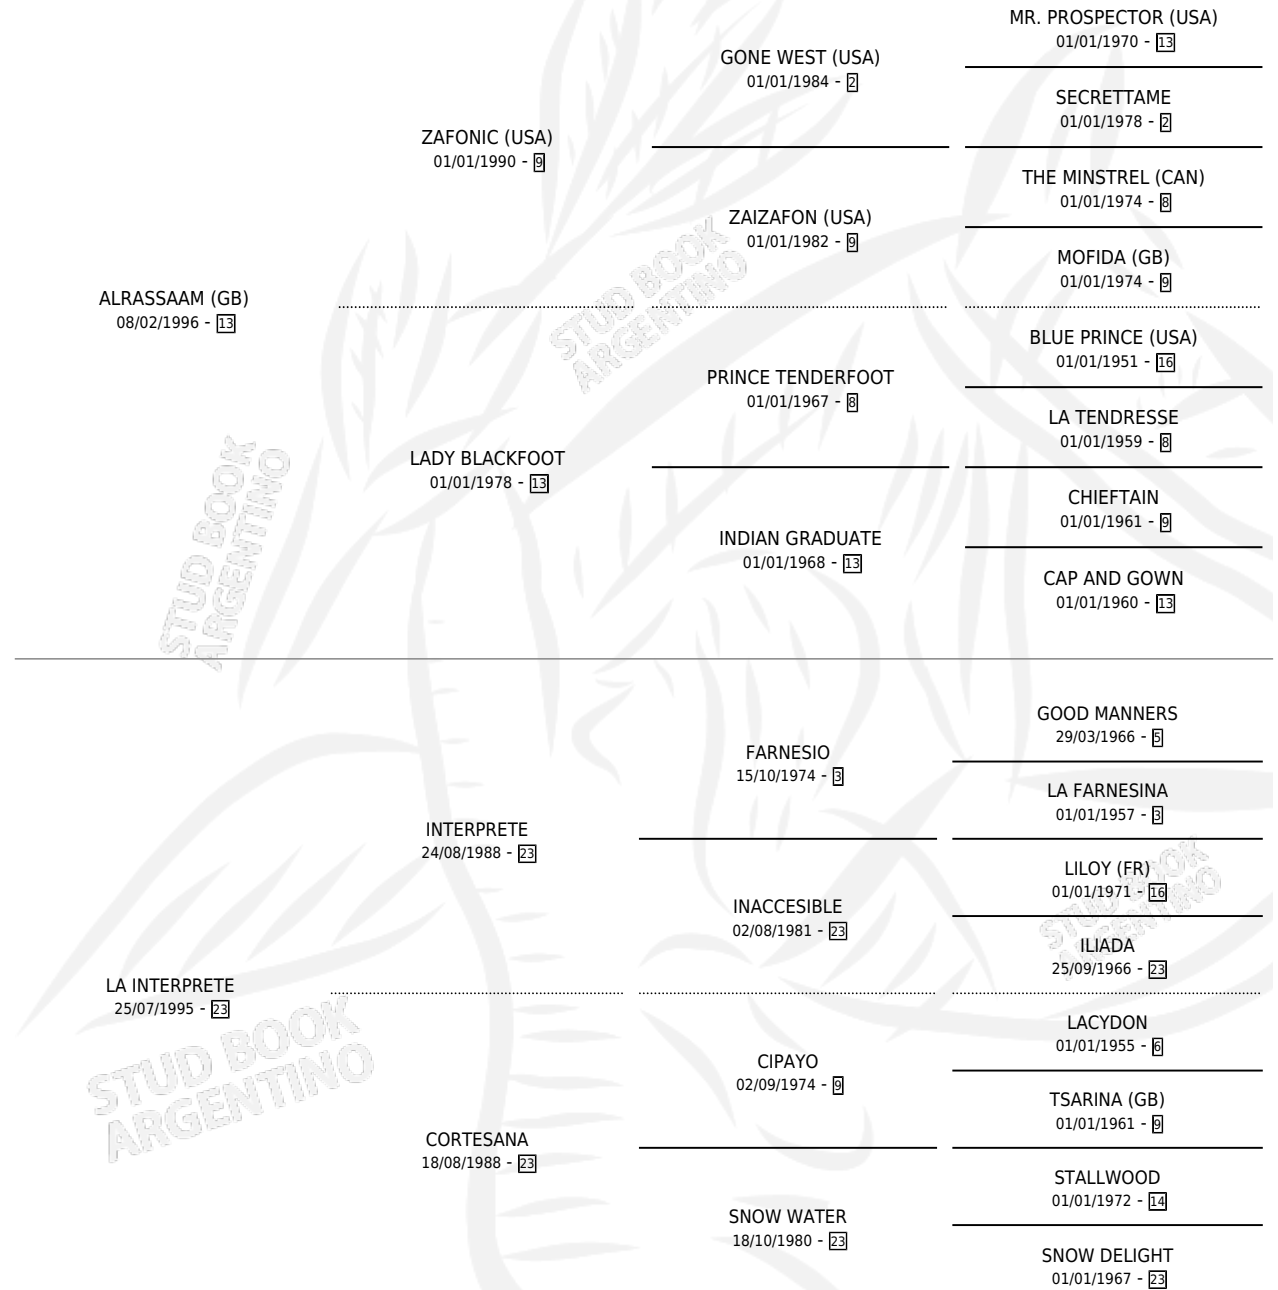 MR. PROSPECTOR (USA)
01/01/1970 - 13
GONE WEST (USA)
01/01/1984 - 2
SECRETTAME
01/01/1978 - 2
ZAFONIC (USA)
01/01/1990 - 9
THE MINSTREL (CAN)
01/01/1974 - 8
ZAIZAFON (USA)
01/01/1982 - 9
MOFIDA (GB)
01/01/1974 - 9
ALRASSAAM (GB)
08/02/1996 - 13
BLUE PRINCE (USA)
01/01/1951 - 16
PRINCE TENDERFOOT
01/01/1967 - 8
LA TENDRESSE
01/01/1959 - 8
LADY BLACKFOOT
01/01/1978 - 13
CHIEFTAIN
01/01/1961 - 9
INDIAN GRADUATE
01/01/1968 - 13
CAP AND GOWN
01/01/1960 - 13
GOOD MANNERS
29/03/1966 - 5
FARNESIO
15/10/1974 - 3
LA FARNESINA
01/01/1957 - 3
INTERPRETE
24/08/1988 - 23
LILOY (FR)
01/01/1971 - 16
INACCESIBLE
02/08/1981 - 23
ILIADA
25/09/1966 - 23
LA INTERPRETE
25/07/1995 - 23
LACYDON
01/01/1955 - 6
CIPAYO
02/09/1974 - 9
TSARINA (GB)
01/01/1961 - 9
CORTESANA
18/08/1988 - 23
STALLWOOD
01/01/1972 - 14
SNOW WATER
18/10/1980 - 23
SNOW DELIGHT
01/01/1967 - 23
STUD BOOK
ARGENTINO
STUD BOOK
ARGENTINO
STUD BOOK
ARGENTINO
STUD BOOK
ARGENTINO